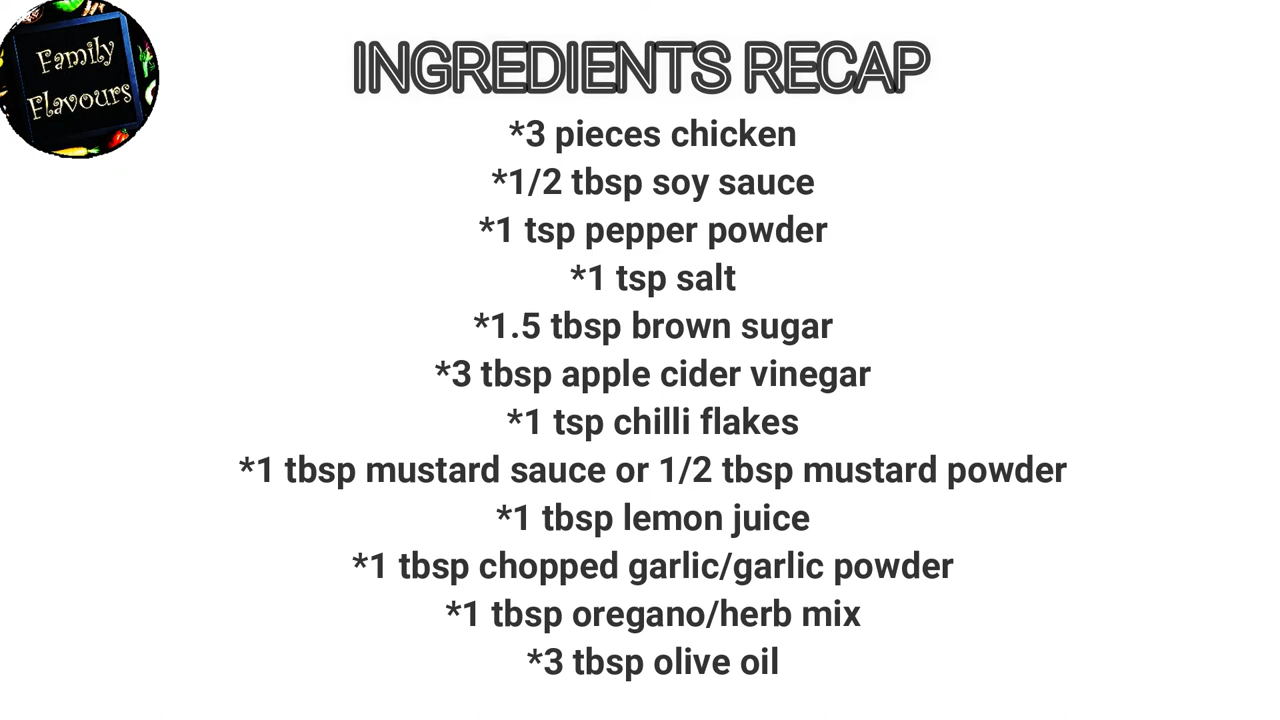 Family
Flavours
INGREDIENTS RECAP
*3 pieces chicken
*1/2 tbsp soy sauce
*1 tsp pepper powder
*1 tsp salt
*1.5 tbsp brown sugar
*3 tbsp apple cider vinegar
*1 tsp chilli flakes
*1 tbsp mustard sauce or 1/2 tbsp mustard powder
*1 tbsp lemon juice
*1 tbsp chopped garlic/garlic powder
*1 tbsp oregano/herb mix
*3 tbsp olive oil